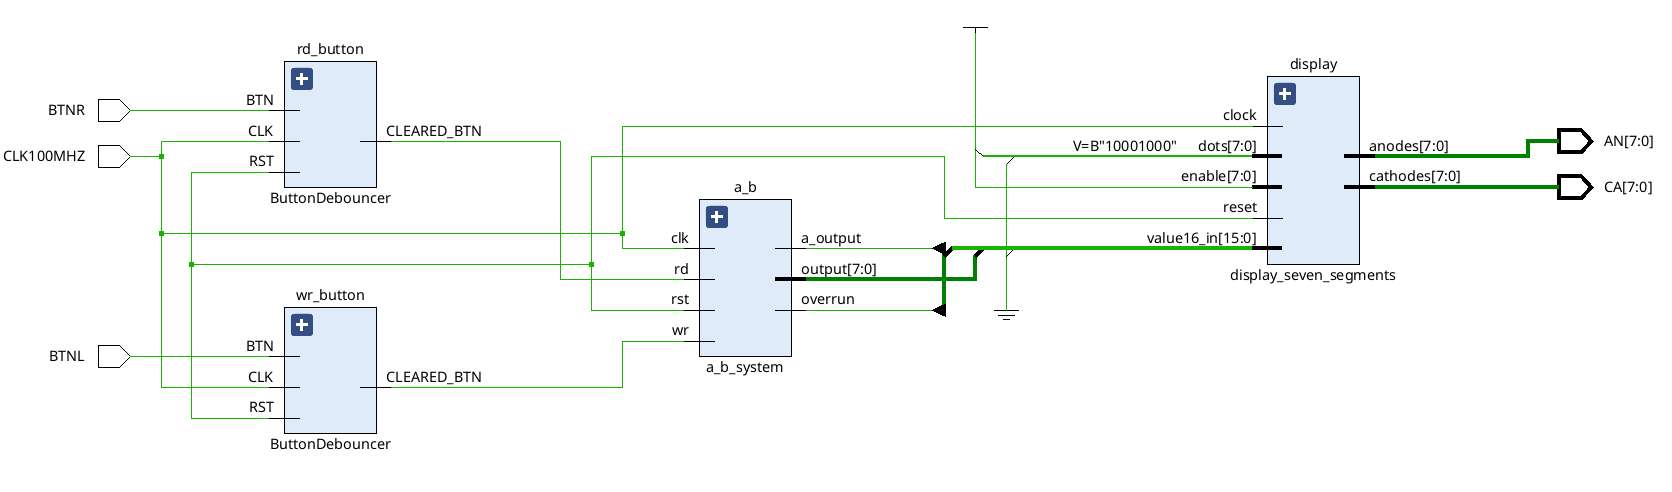 rd_button
BTNR
BTN
CLK
CLEARED_BTN
CLK100MHZ
RST
ButtonDebouncer
display
clock
V=B"10001000"
dots[7:0]
anodes[7:0]
AN[7:0]
enable[7:0]
cathodes[7:0]
CA[7:0]
reset
value16_in[15:0]
display_seven_segments
a_b
clk
a_output
rd
output[7:0]
rst
overrun
wr
a_b_system
wr_button
BTNL
BTN
CLK
CLEARED_BTN
RST
ButtonDebouncer